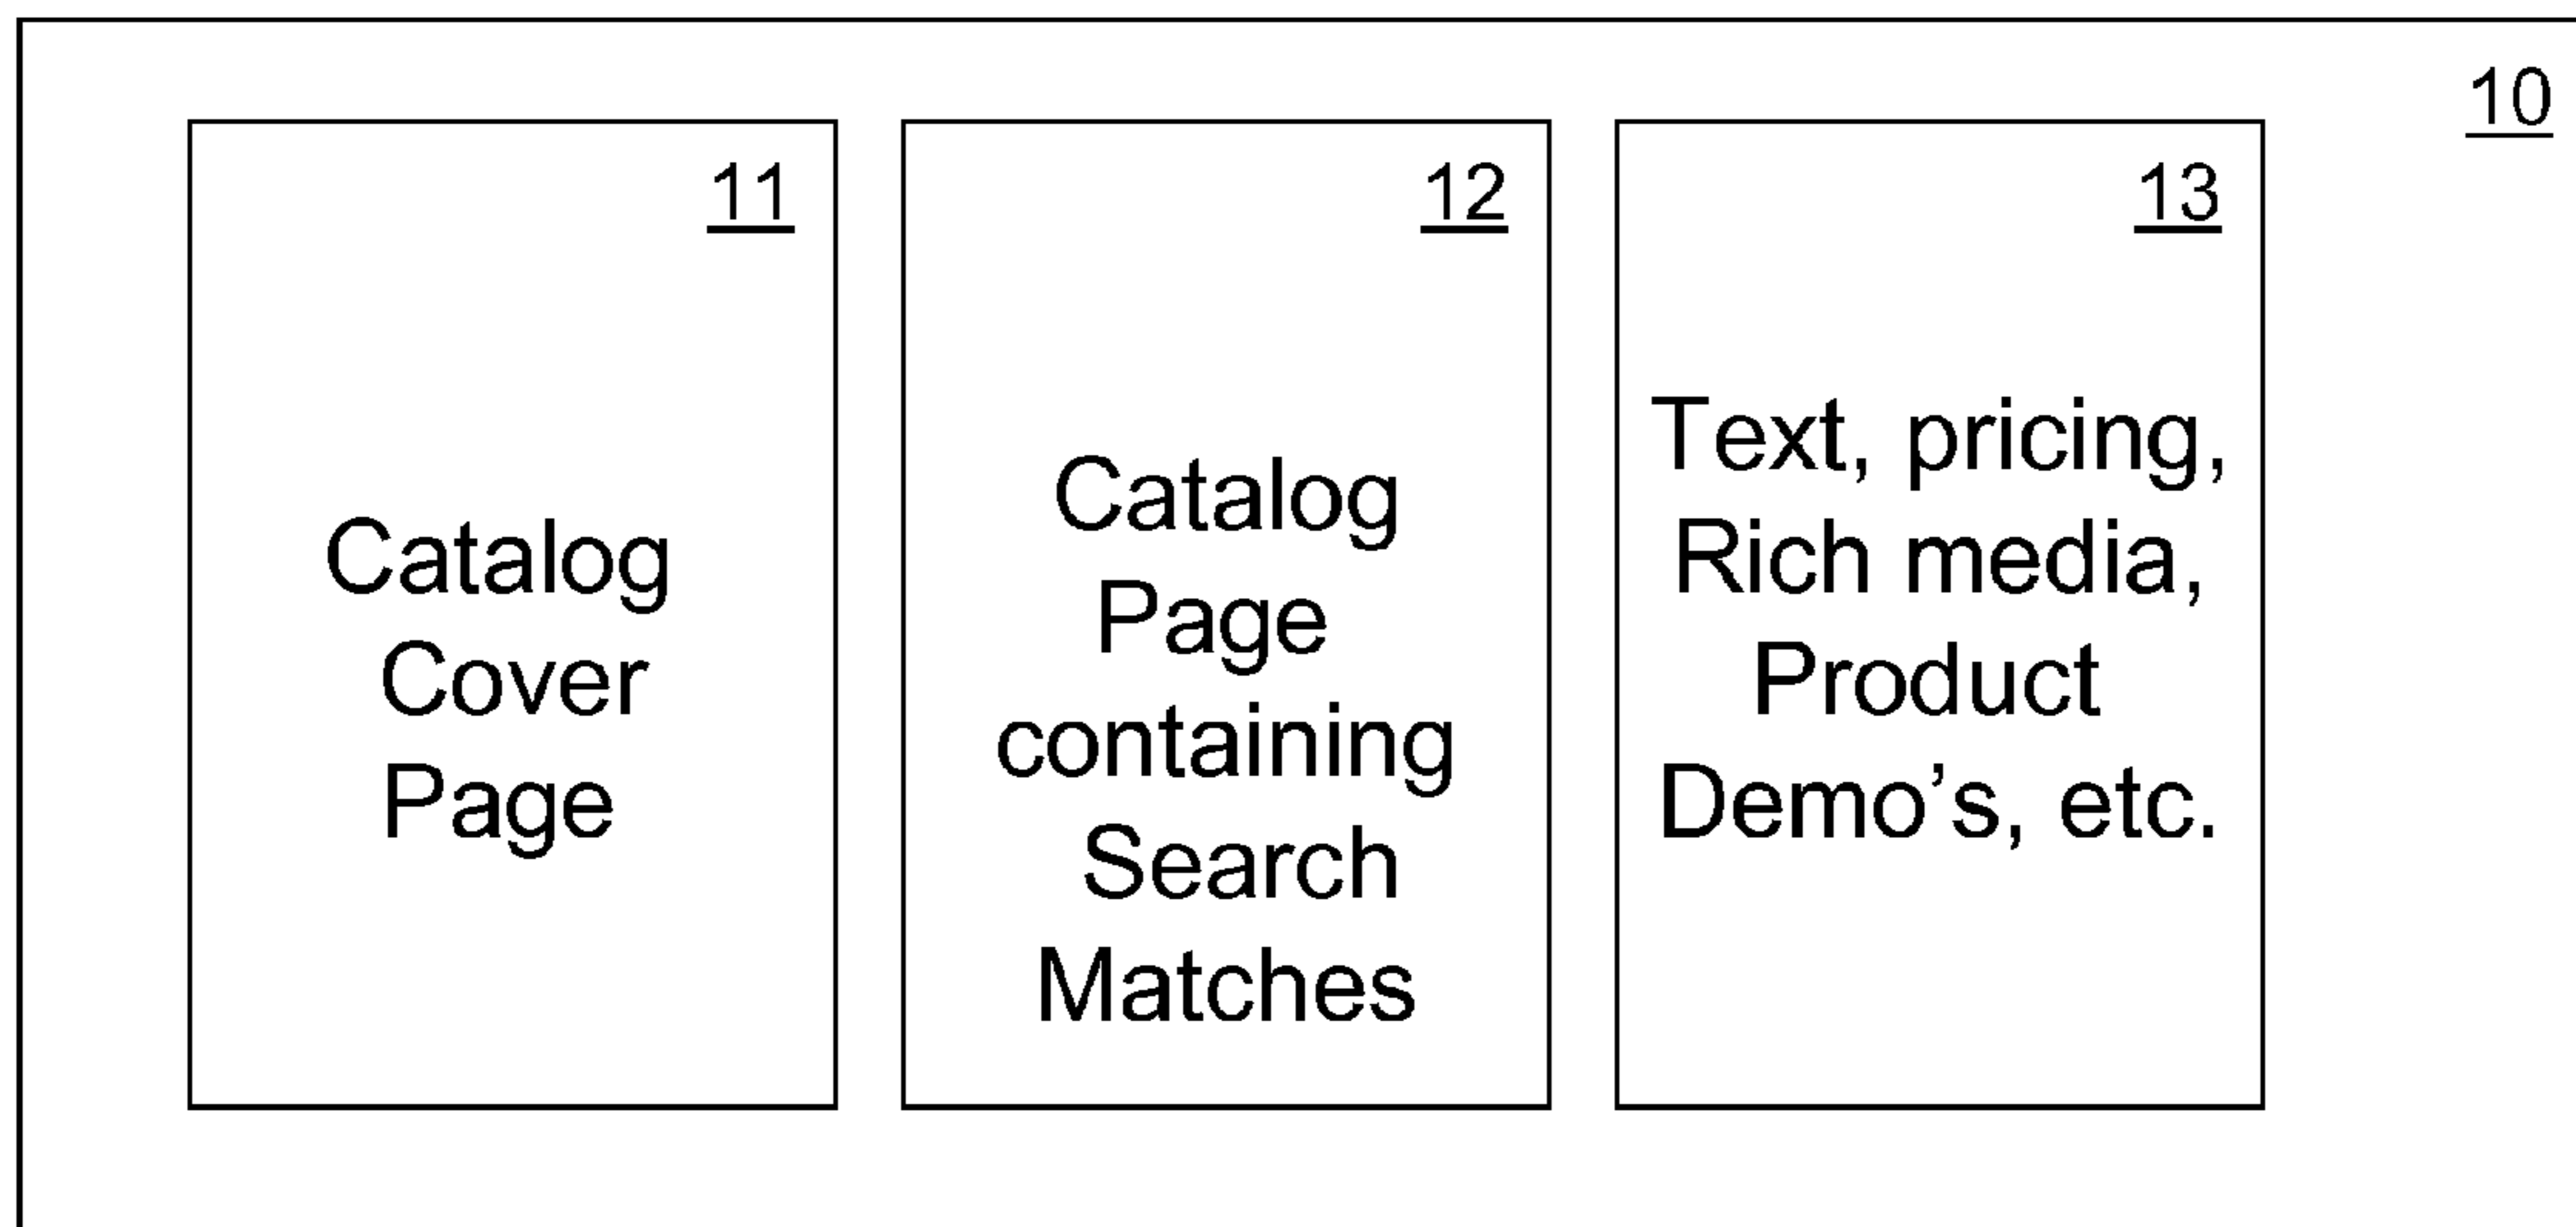 10
11
Catalog
Cover
Page
12
Catalog
Page
containing
Search
Matches
13
Text, pricing,
Rich media,
Product
Demo’s, etc.